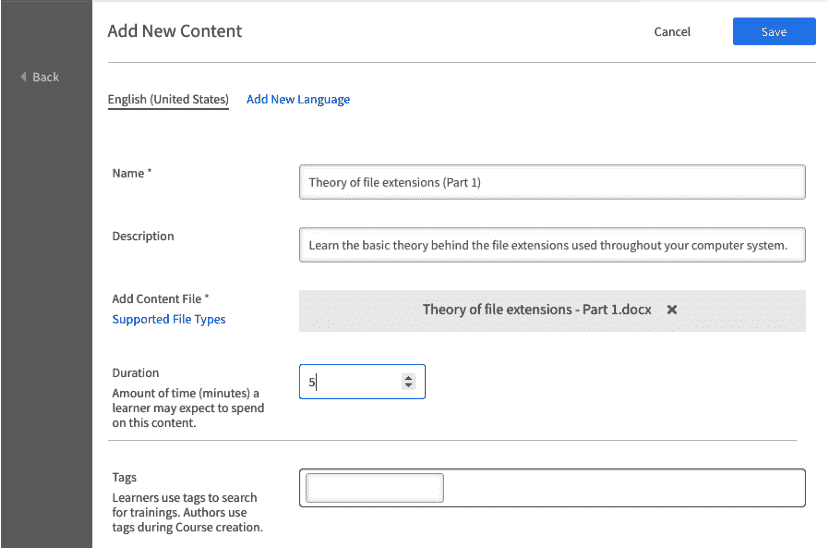 Add New Content
Cancel
Save
Back
English (United States)
Add New Language
Name *
Theory of file extensions (Part 1)
Description
Learn the basic theory behind the file extensions used throughout your computer system.
Add Content File *
Supported File Types
Theory of file extensions - Part 1.docx
Duration
Amount of time (minutes) a
learner may expect to spend
on this content.
5
Tags
Learners use tags to search
for trainings. Authors use
tags during Course creation.